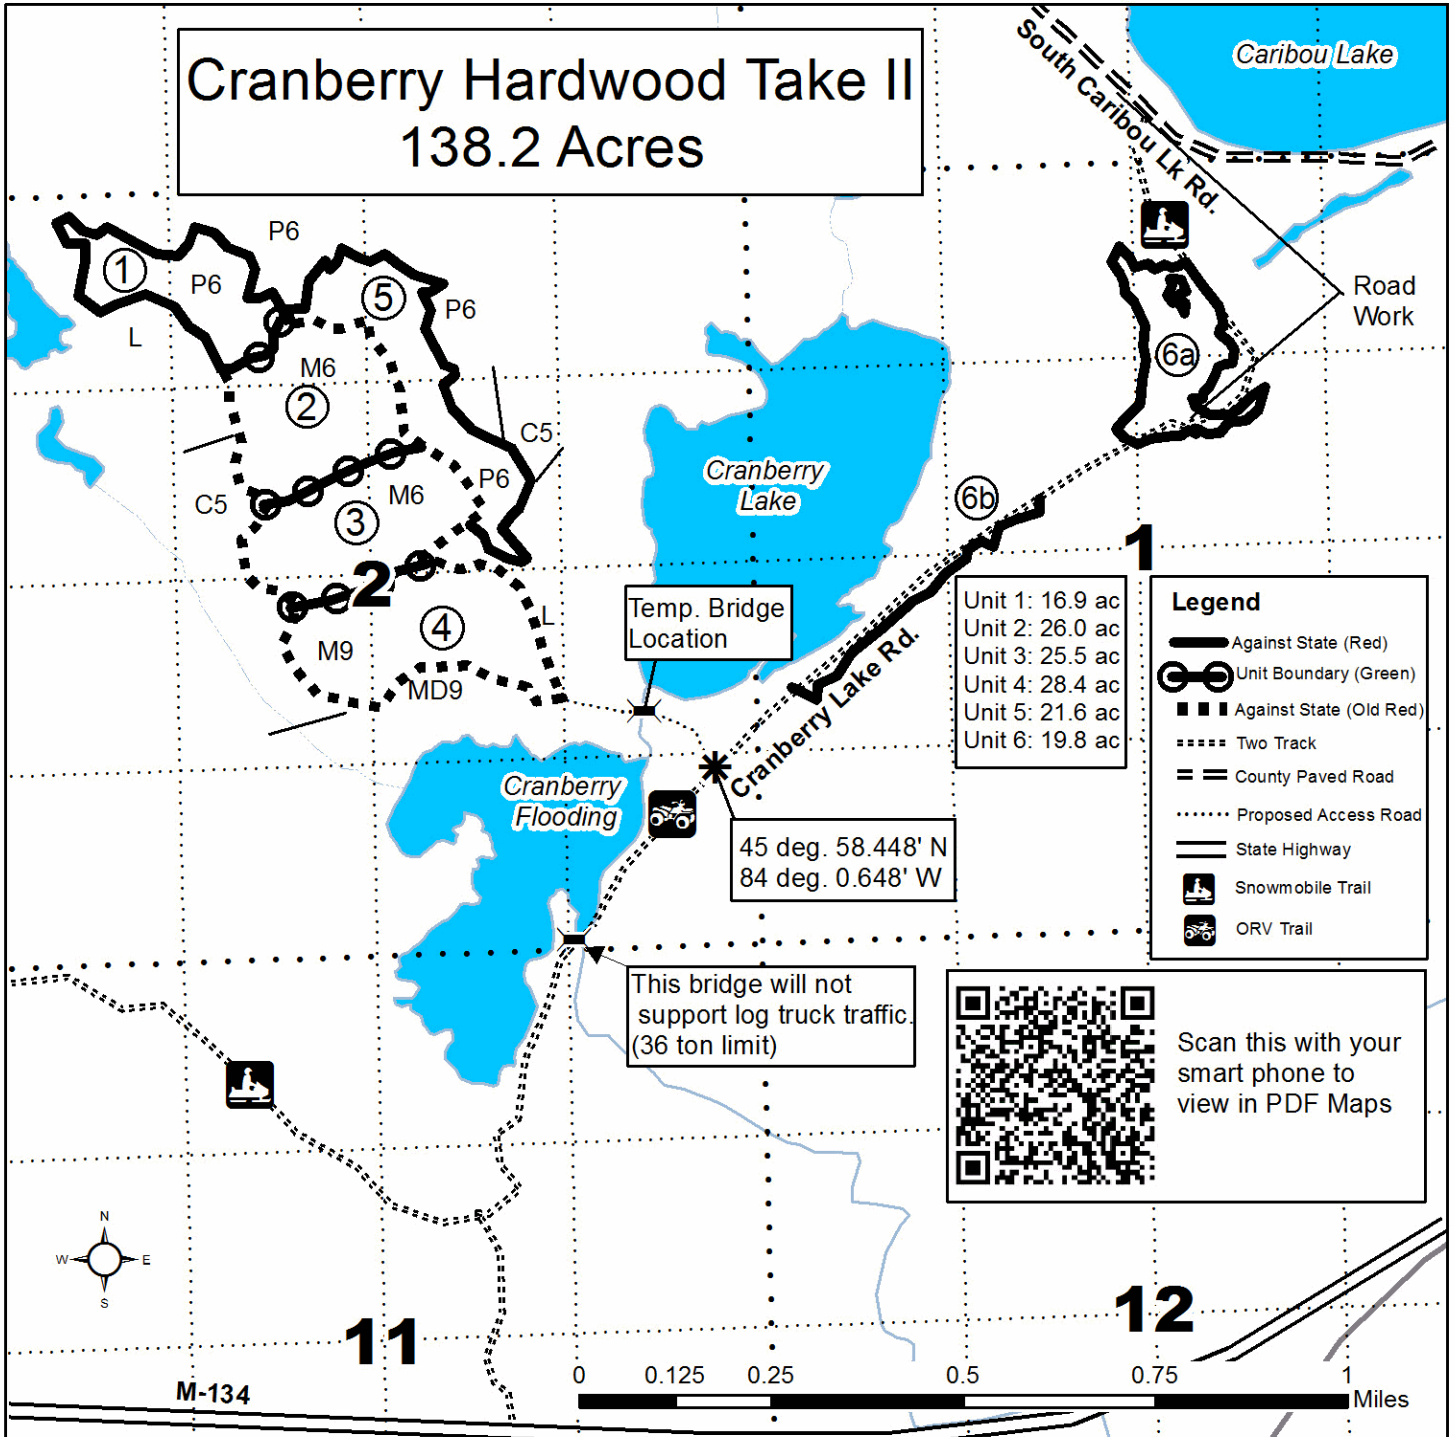 Cranberry Hardwood Take II
138.2 Acres
Caribou Lake
South Caribou Lk Rd.
Road
Work
P6
1
P6
5
P6
L
M6
2
6a
C5
P6
C5
M6
3
Cranberry
Lake
6b
1
2
4
L
M9
MD9
Temp. Bridge
Location
Cranberry Lake Rd.
Unit 1: 16.9 ac
Unit 2: 26.0 ac
Unit 3: 25.5 ac
Unit 4: 28.4 ac
Unit 5: 21.6 ac
Unit 6: 19.8 ac
Legend
Against State (Red)
Unit Boundary (Green)
Against State (Old Red)
Two Track
County Paved Road
Proposed Access Road
State Highway
Snowmobile Trail
ORV Trail
Cranberry
Flooding
45 deg. 58.448' N
84 deg. 0.648' W
This bridge will not
support log truck traffic.
(36 ton limit)
Scan this with your
smart phone to
view in PDF Maps
N
W
E
S
11
12
M-134
0
0.125
0.25
0.5
0.75
1
Miles